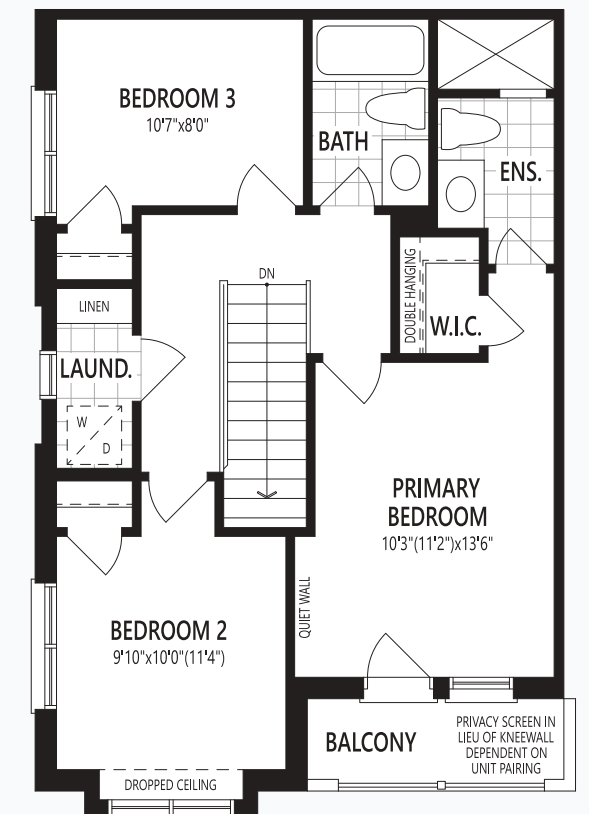 BEDROOM 3
10'7"x8'0"
BATH
ENS.
DOUBLE HANGING
W.I.C.
DN
LINEN
LAUND.
W
D
PRIMARY
BEDROOM
10'3"(11'2")x13'6"
QUIET WALL
BEDROOM 2
9'10"x10'0"(11'4")
BALCONY
PRIVACY SCREEN IN
LIEU OF KNEEWALL
DEPENDENT ON
UNIT PAIRING
DROPPED CEILING